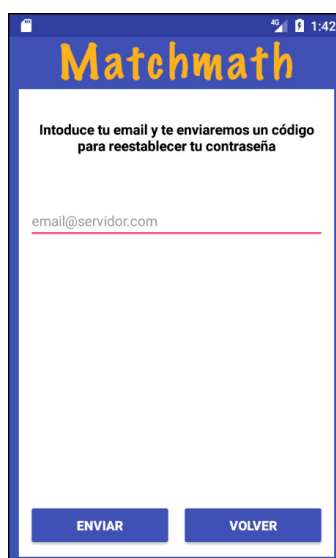 4G 1:42
Matchmath
Intoduce tu email y te enviaremos un código
para reestablecer tu contraseña
email@servidor.com
ENVIAR VOLVER